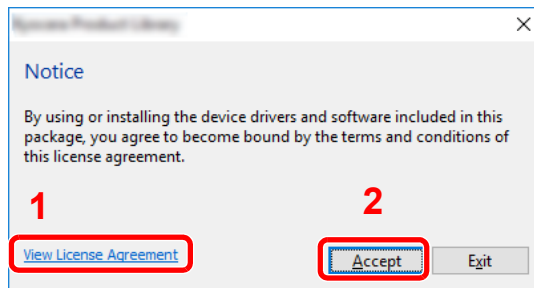 Notice
By using or installing the device drivers and software included in this
package, you agree to become bound by the terms and conditions of
this license agreement.
1
2
View License Agreement
Accept
Exit